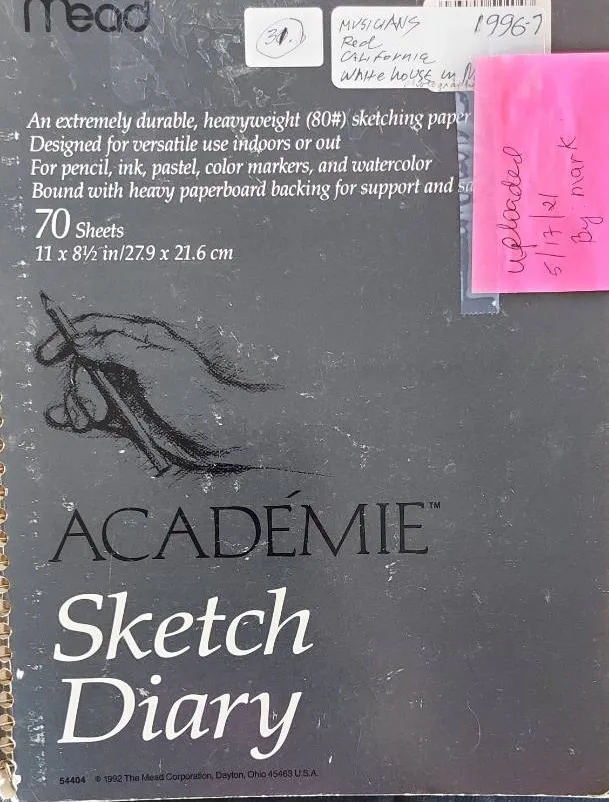 mead
31.
MUSICIANS 1996-7
Red
CALIFORNIA
White house in
uploaded
5/17/21
By mark
An extremely durable, heavyweight (80#) sketching paper
Designed for versatile use indoors or out
For pencil, ink, pastel, color markers, and watercolor
Bound with heavy paperboard backing for support and
70 Sheets
11 x 8½ in/27.9 x 21.6 cm
ACADÉMIE™
Sketch
Diary
54404 © 1992 The Mead Corporation, Dayton, Ohio 45463 U.S.A.